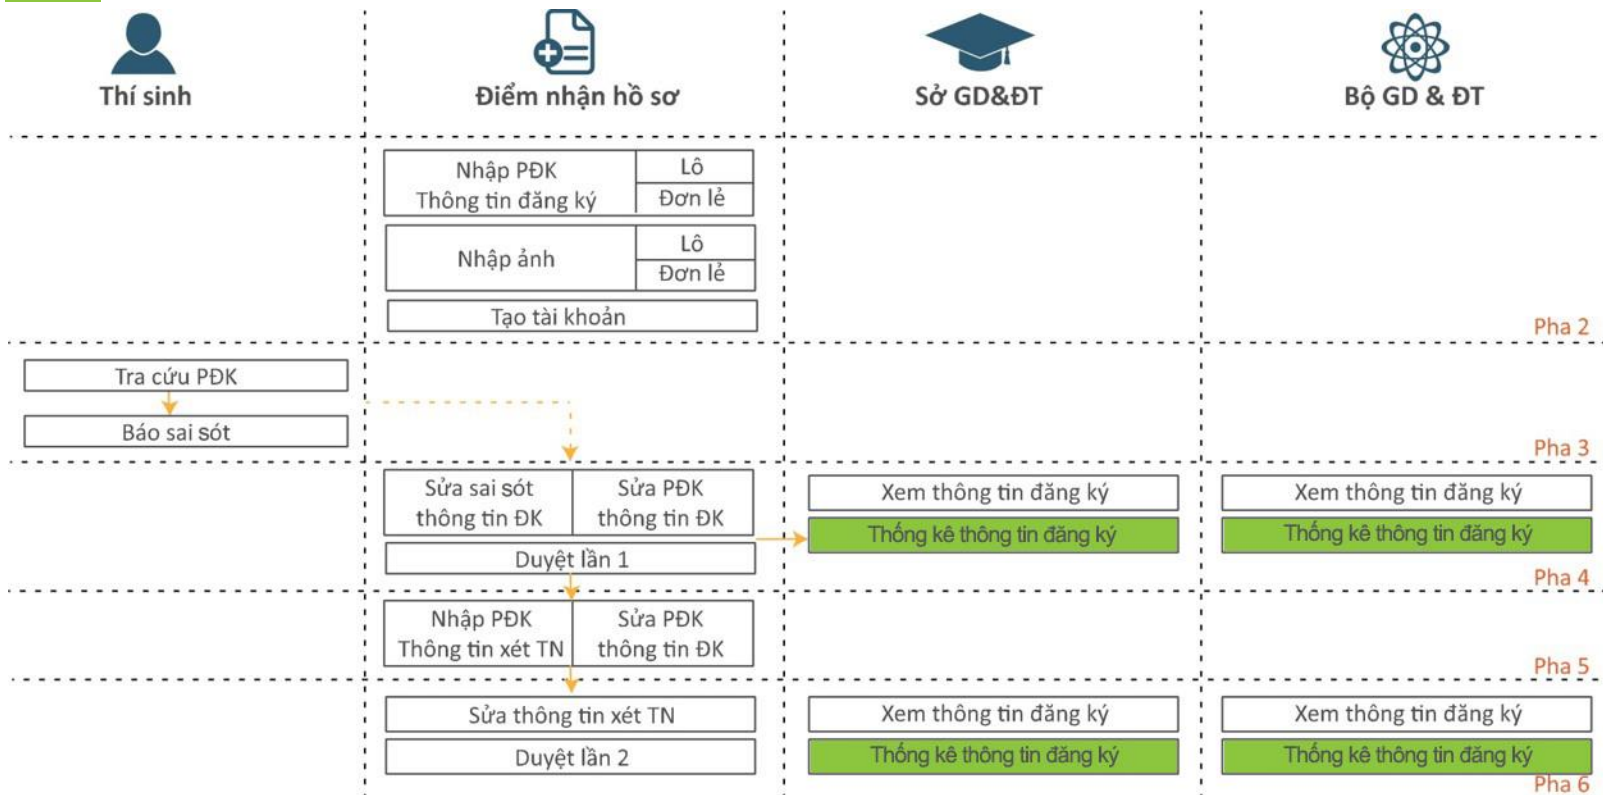 Thí sinh
Điểm nhận hồ sơ
Sở GD&ĐT
Bộ GD & ĐT
Nhập PĐK
Thông tin đăng ký
Lô
Đơn lẻ
Nhập ảnh
Lô
Đơn lẻ
Tạo tài khoản
Pha 2
Tra cứu PĐK
Báo sai sót
Pha 3
Sửa sai sót
thông tin ĐK
Sửa PĐK
thông tin ĐK
Duyệt lần 1
Xem thông tin đăng ký
Thống kê thông tin đăng ký
Xem thông tin đăng ký
Thống kê thông tin đăng ký
Pha 4
Nhập PĐK
Thông tin xét TN
Sửa PĐK
thông tin ĐK
Pha 5
Sửa thông tin xét TN
Duyệt lần 2
Xem thông tin đăng ký
Thống kê thông tin đăng ký
Xem thông tin đăng ký
Thống kê thông tin đăng ký
Pha 6